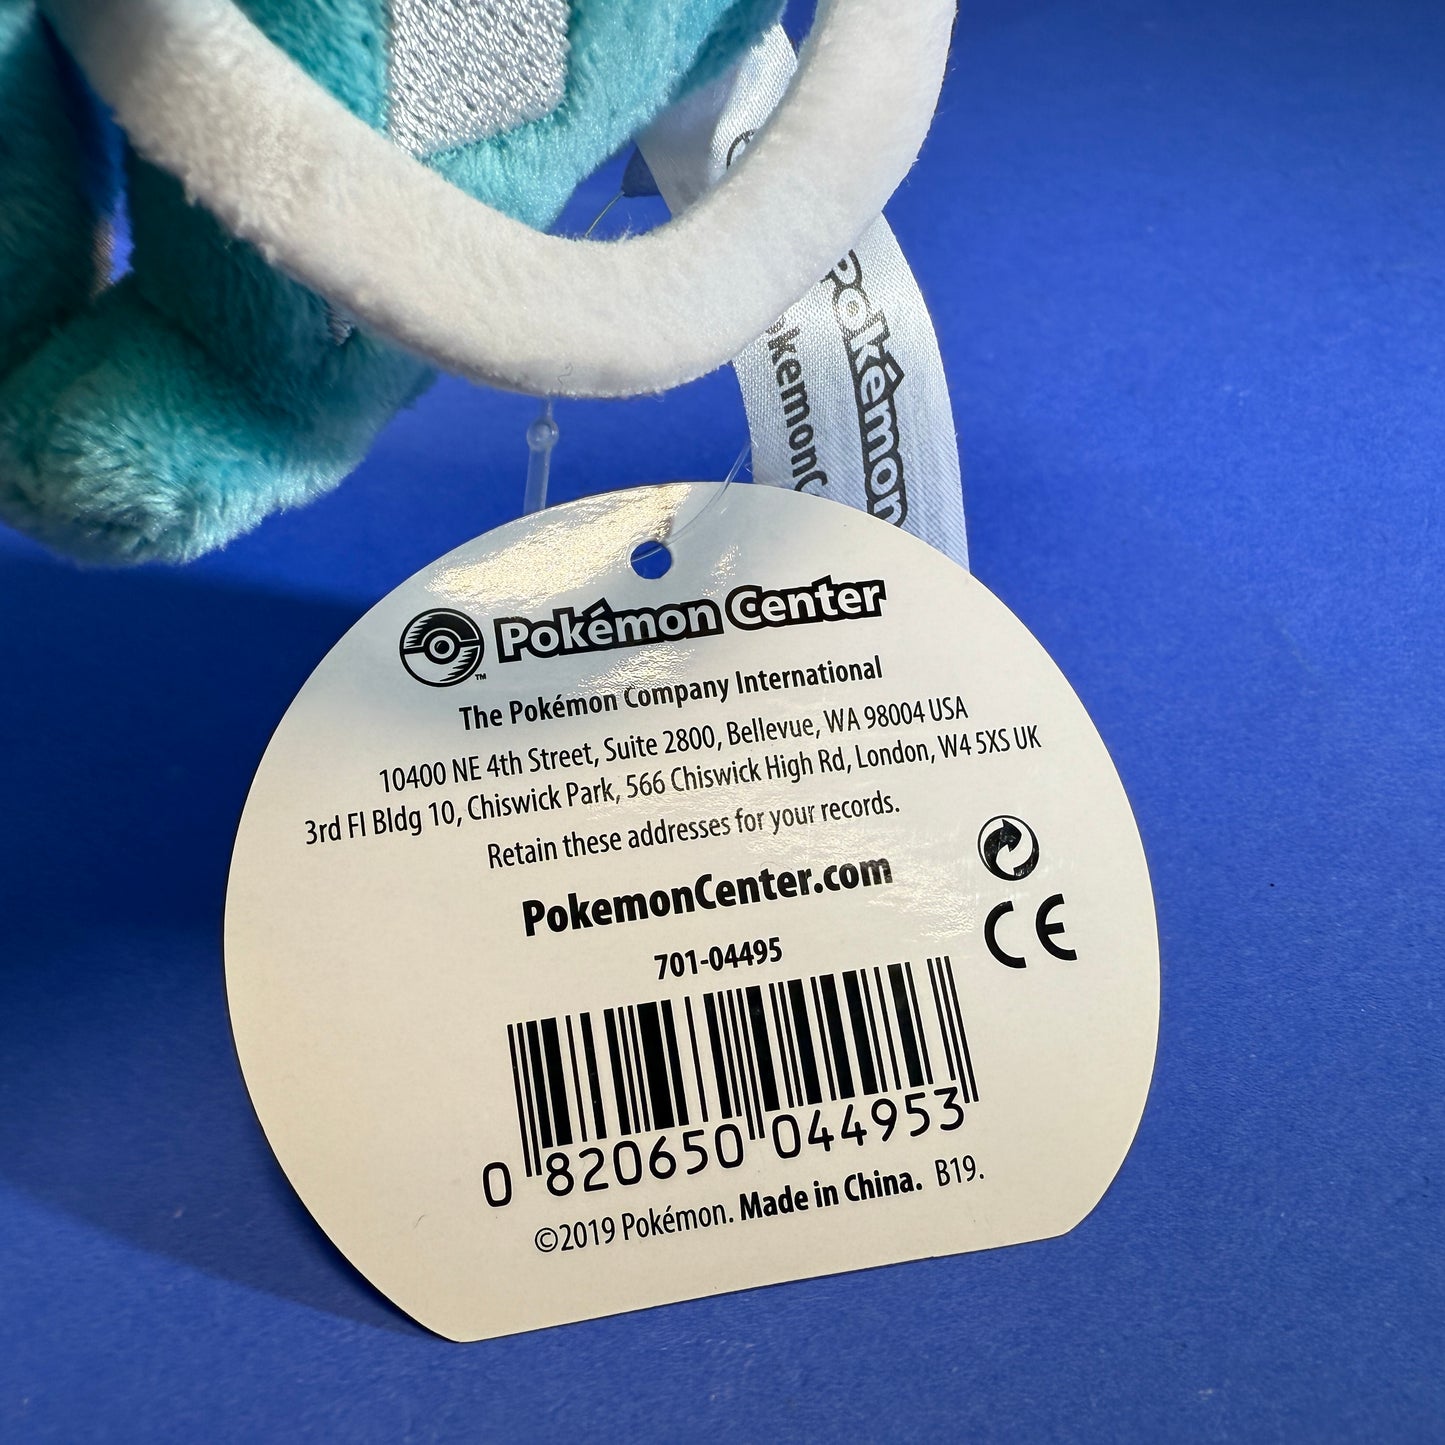 Pokémon
kemonC
Pokémon Center
TM
The Pokémon Company International
10400 NE 4th Street, Suite 2800, Bellevue, WA 98004 USA
3rd Fl Bldg 10, Chiswick Park, 566 Chiswick High Rd, London, W4 5XS UK
Retain these addresses for your records.
PokemonCenter.com
CE
701-04495
0 820650 044953
©2019 Pokémon. Made in China. B19.